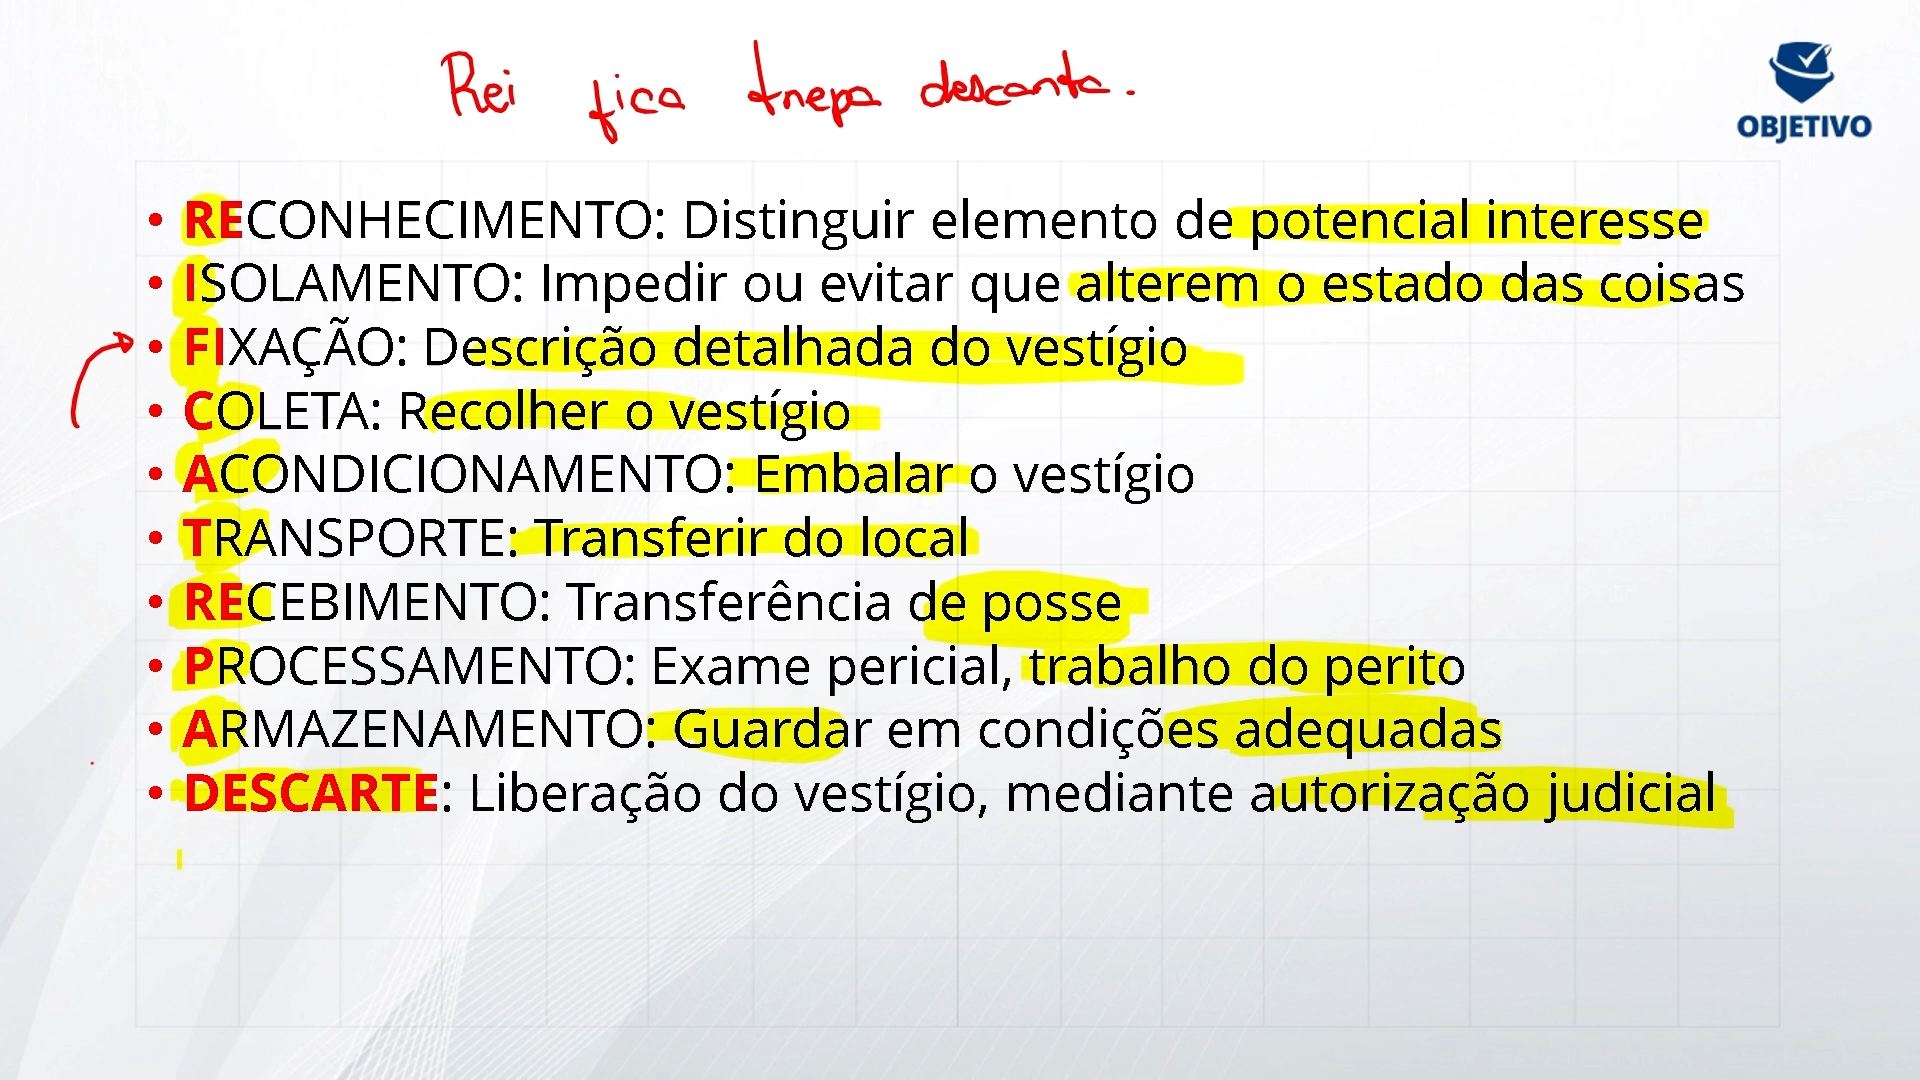 Rei fica trepa descarta.
OBJETIVO
• RECONHECIMENTO: Distinguir elemento de potencial interesse
• ISOLAMENTO: Impedir ou evitar que alterem o estado das coisas
• FIXAÇÃO: Descrição detalhada do vestígio
• COLETA: Recolher o vestígio
• ACONDICIONAMENTO: Embalar o vestígio
• TRANSPORTE: Transferir do local
• RECEBIMENTO: Transferência de posse
• PROCESSAMENTO: Exame pericial, trabalho do perito
• ARMAZENAMENTO: Guardar em condições adequadas
• DESCARTE: Liberação do vestígio, mediante autorização judicial